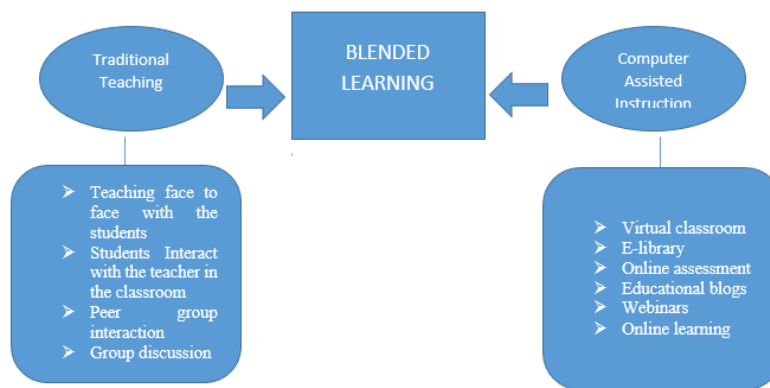 Traditional
Teaching
BLENDED
LEARNING
Computer
Assisted
Instruction
➤ Teaching face to
face with the
students
➤ Students Interact
with the teacher in
the classroom
➤ Peer group
interaction
➤ Group discussion
➤ Virtual classroom
➤ E-library
➤ Online assessment
➤ Educational blogs
➤ Webinars
➤ Online learning